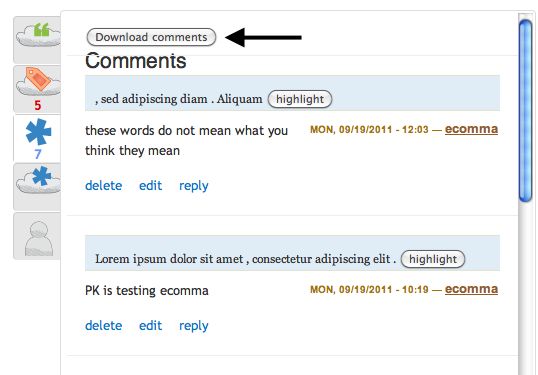 Download comments
Comments
, sed adipiscing diam . Aliquam highlight
these words do not mean what you
think they mean
MON, 09/19/2011 - 12:03 — ecomma
delete edit reply
5
7
Lorem ipsum dolor sit amet , consectetur adipiscing elit . highlight
PK is testing ecomma
MON, 09/19/2011 - 10:19 — ecomma
delete edit reply